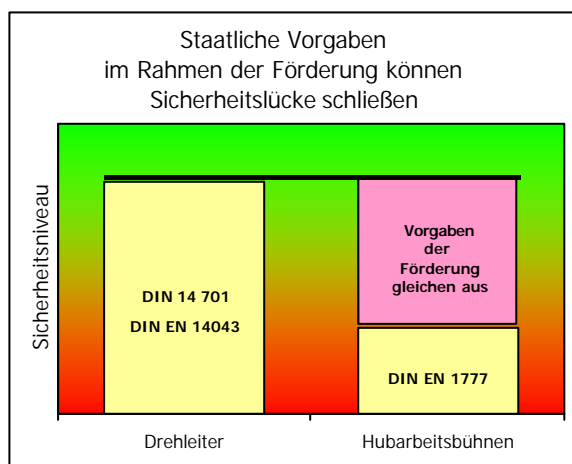 Staatliche Vorgaben
im Rahmen der Förderung können
Sicherheitslücke schließen
Sicherheitsniveau
DIN 14 701
DIN EN 14043
Vorgaben
der
Förderung
gleichen aus
DIN EN 1777
Drehleiter
Hubarbeitsbühnen